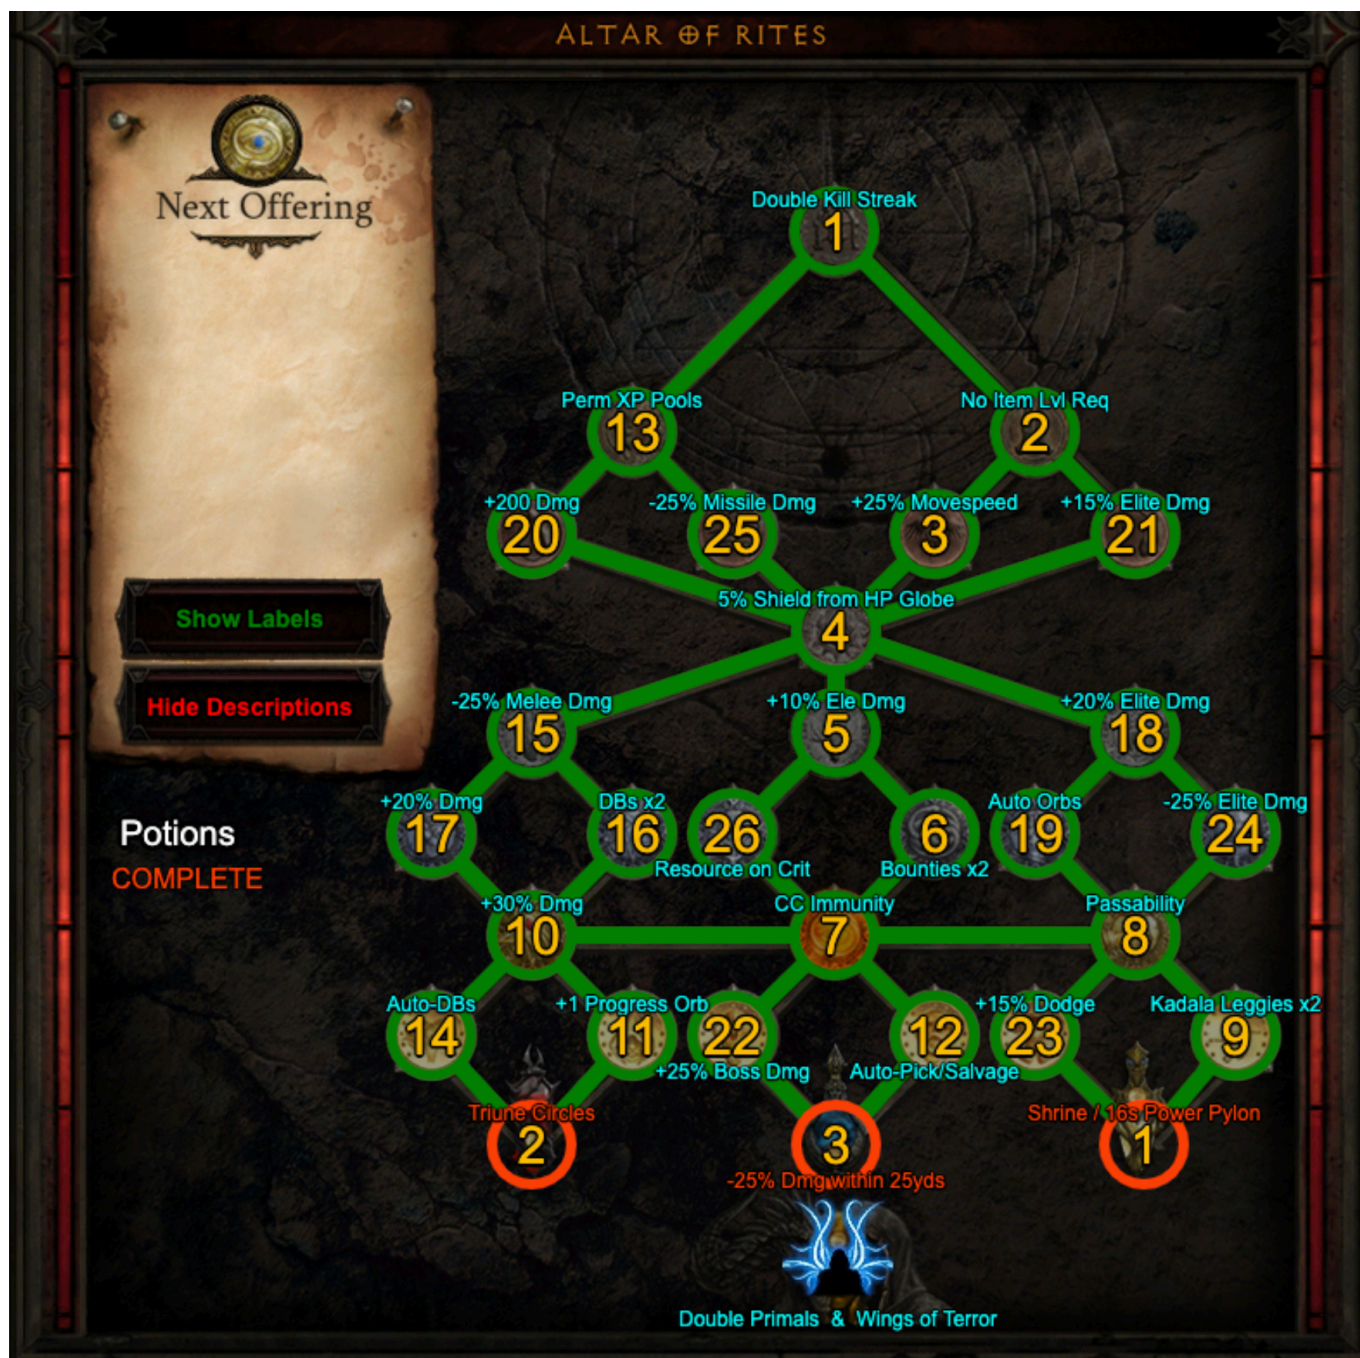 ALTAR OF RITES
Next Offering
Show Labels
Hide Descriptions
Potions
COMPLETE
Double Kill Streak
1
Perm XP Pools
13
No Item Lvl Req
2
+200 Dmg
20
-25% Missile Dmg
25
+25% Movespeed
3
+15% Elite Dmg
21
5% Shield from HP Globe
4
-25% Melee Dmg
15
+10% Ele Dmg
5
+20% Elite Dmg
18
+20% Dmg
17
DBs x2
16
26
Resource on Crit
6
Bounties x2
Auto Orbs
19
-25% Elite Dmg
24
+30% Dmg
10
CC Immunity
7
Passability
8
Auto-DBs
14
+1 Progress Orb
11
22
+25% Boss Dmg
12
Auto-Pick/Salvage
+15% Dodge
23
Kadala Leggies x2
9
Triune Circles
2
3
-25% Dmg within 25yds
Shrine / 16s Power Pylon
1
Double Primals & Wings of Terror